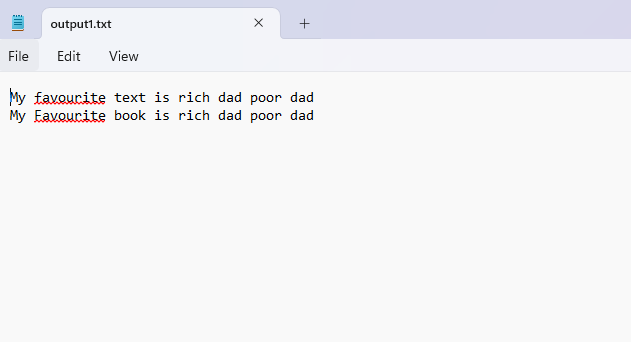 output1.txt
File Edit View
My favourite text is rich dad poor dad
My Favourite book is rich dad poor dad